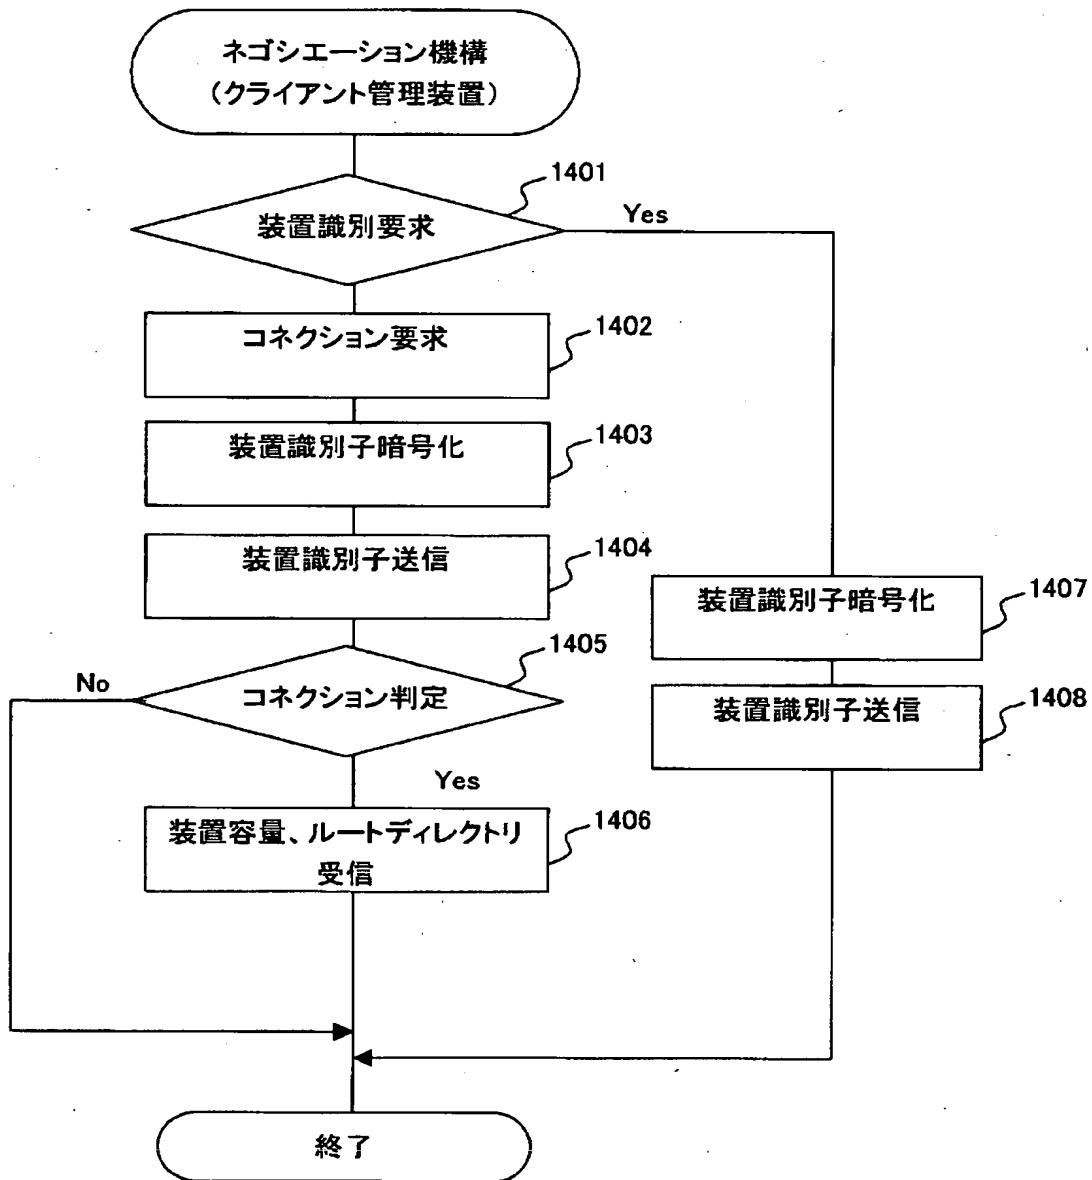 ネゴシエーション機構
（クライアント管理装置）
1401
装置識別要求
Yes
コネクション要求
1402
装置識別子暗号化
1403
装置識別子送信
1404
装置識別子暗号化
1407
1405
No
コネクション判定
装置識別子送信
1408
Yes
装置容量、ルートディレクトリ
受信
1406
終了